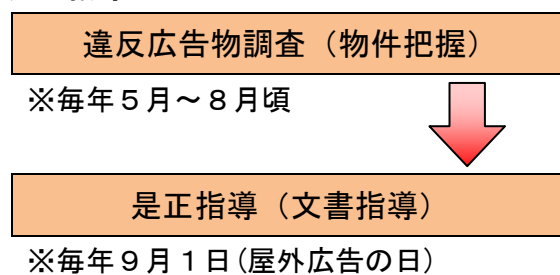 違反広告物調査（物件把握）
※毎年５月～８月頃
是正指導（文書指導）
※毎年９月１日(屋外広告の日)